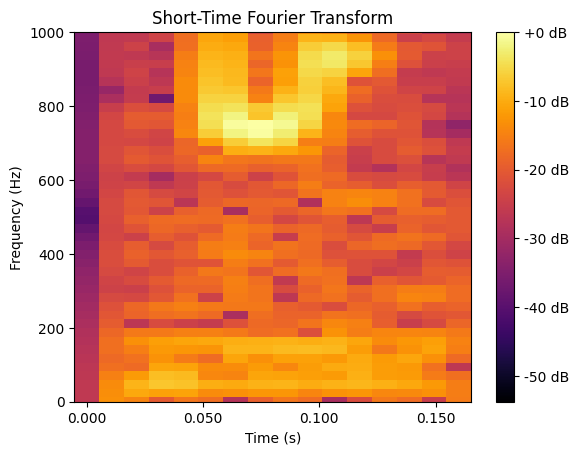 Short-Time Fourier Transform
Frequency (Hz)
1000
800
600
400
200
0
0.000
0.050
0.100
0.150
Time (s)
+0 dB
-10 dB
-20 dB
-30 dB
-40 dB
-50 dB